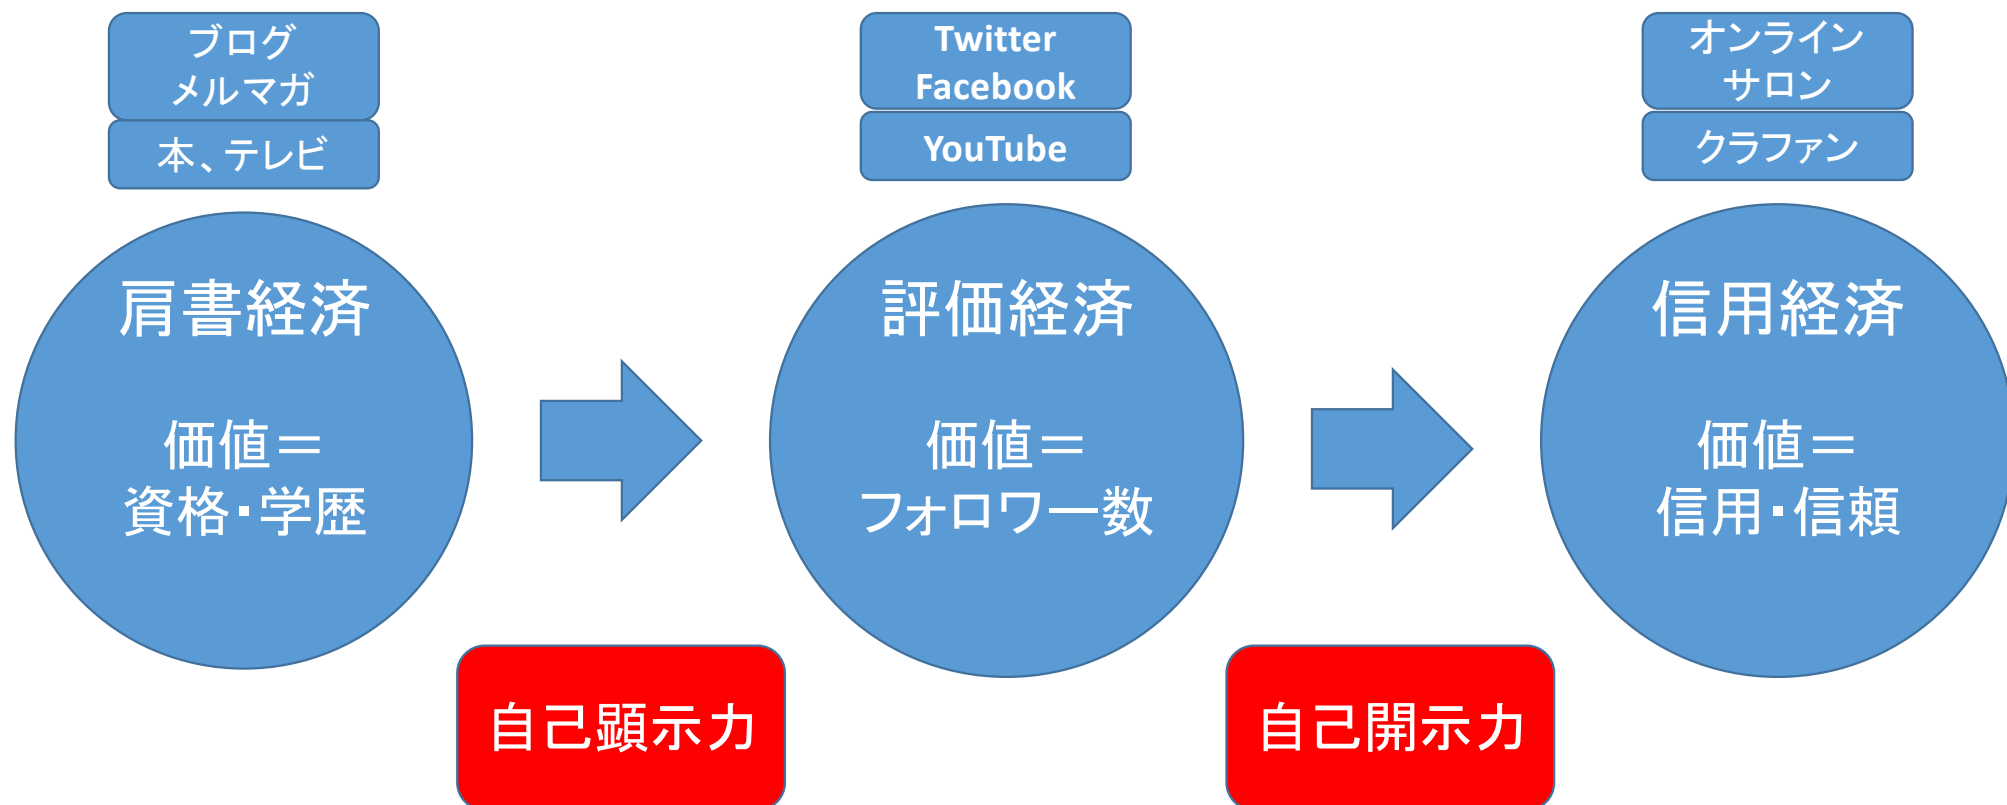 ブログ
メルマガ
本、テレビ
肩書経済
価値＝
資格・学歴
自己顕示力
Twitter
Facebook
YouTube
評価経済
価値＝
フォロワー数
自己開示力
オンライン
サロン
クラファン
信用経済
価値＝
信用・信頼